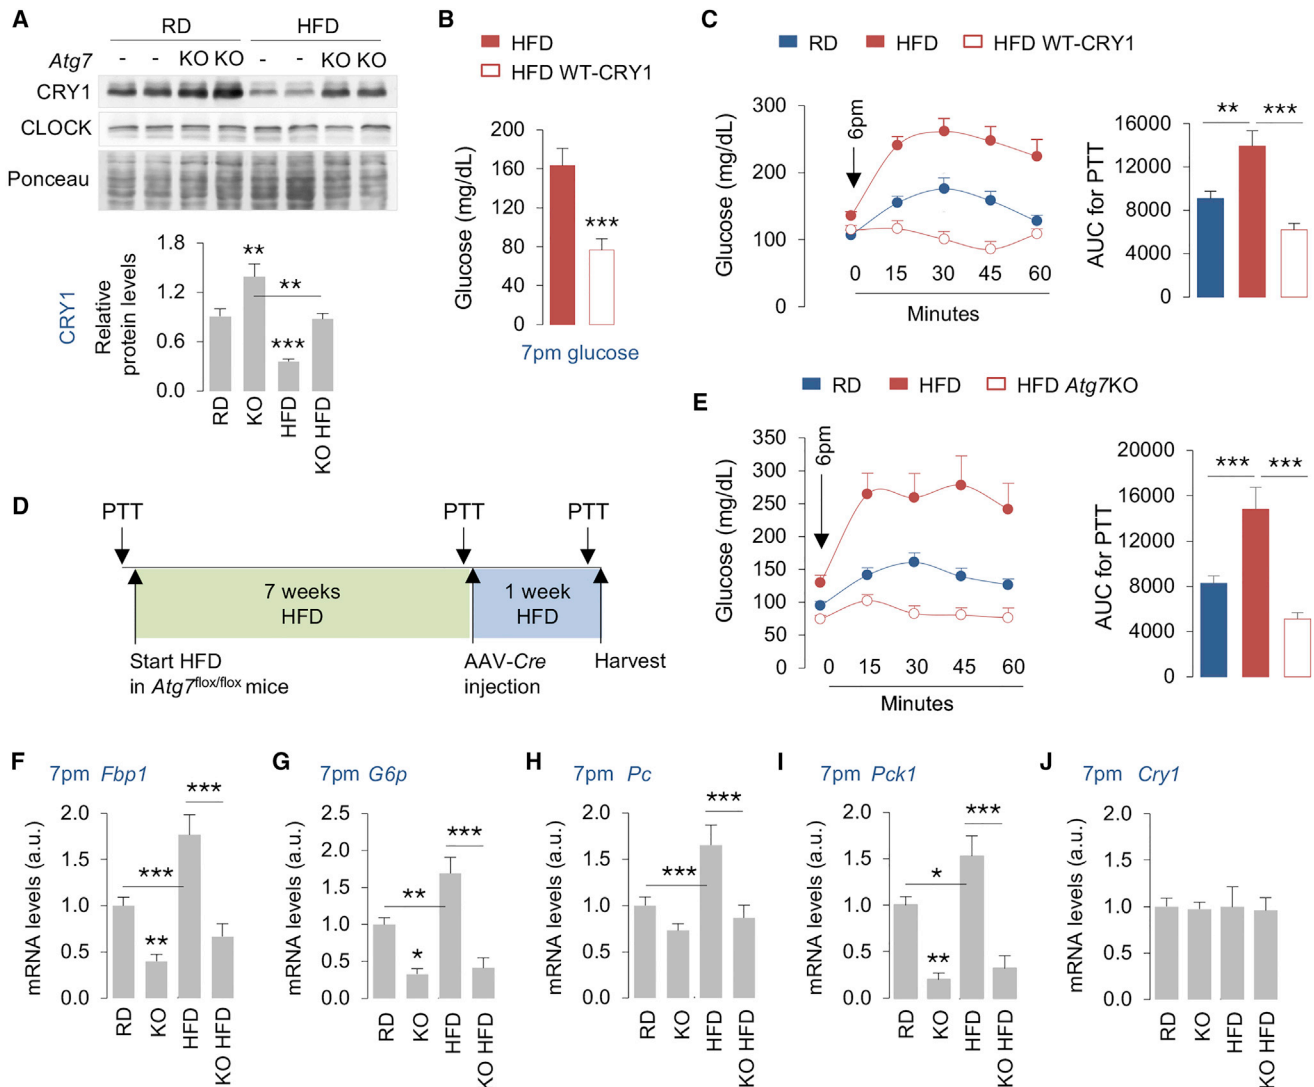 A
RD HFD
Atg7 - - KO KO - - KO KO
CRY1
CLOCK
Ponceau
CRY1
Relative
protein levels
1.8
1.2
0.6
0.0
** ** ***
RD KO HFD KO HFD
B
HFD
HFD WT-CRY1
Glucose (mg/dL)
200
160
120
80
40
0
***
7pm glucose
C
RD HFD HFD WT-CRY1
Glucose (mg/dL)
300
200
100
0
6pm
0 15 30 45 60
Minutes
AUC for PTT
16000
12000
8000
4000
0
** ***
D
PTT PTT PTT
7 weeks
HFD
1 week
HFD
Start HFD
in Atg7flox/flox mice
AAV-Cre
injection
Harvest
E
RD HFD HFD Atg7KO
Glucose (mg/dL)
350
300
250
200
150
100
50
0
6pm
0 15 30 45 60
Minutes
AUC for PTT
20000
16000
12000
8000
4000
0
*** ***
F
7pm Fbp1
mRNA levels (a.u.)
2.0
1.5
1.0
0.5
0.0
*** ** ***
RD KO HFD KO HFD
G
7pm G6p
mRNA levels (a.u.)
2.5
2.0
1.5
1.0
0.5
0.0
** * ***
RD KO HFD KO HFD
H
7pm Pc
mRNA levels (a.u.)
2.0
1.5
1.0
0.5
0.0
*** ***
RD KO HFD KO HFD
I
7pm Pck1
mRNA levels (a.u.)
2.0
1.5
1.0
0.5
0.0
* ** ***
RD KO HFD KO HFD
J
7pm Cry1
mRNA levels (a.u.)
2.0
1.5
1.0
0.5
0.0
RD KO HFD KO HFD